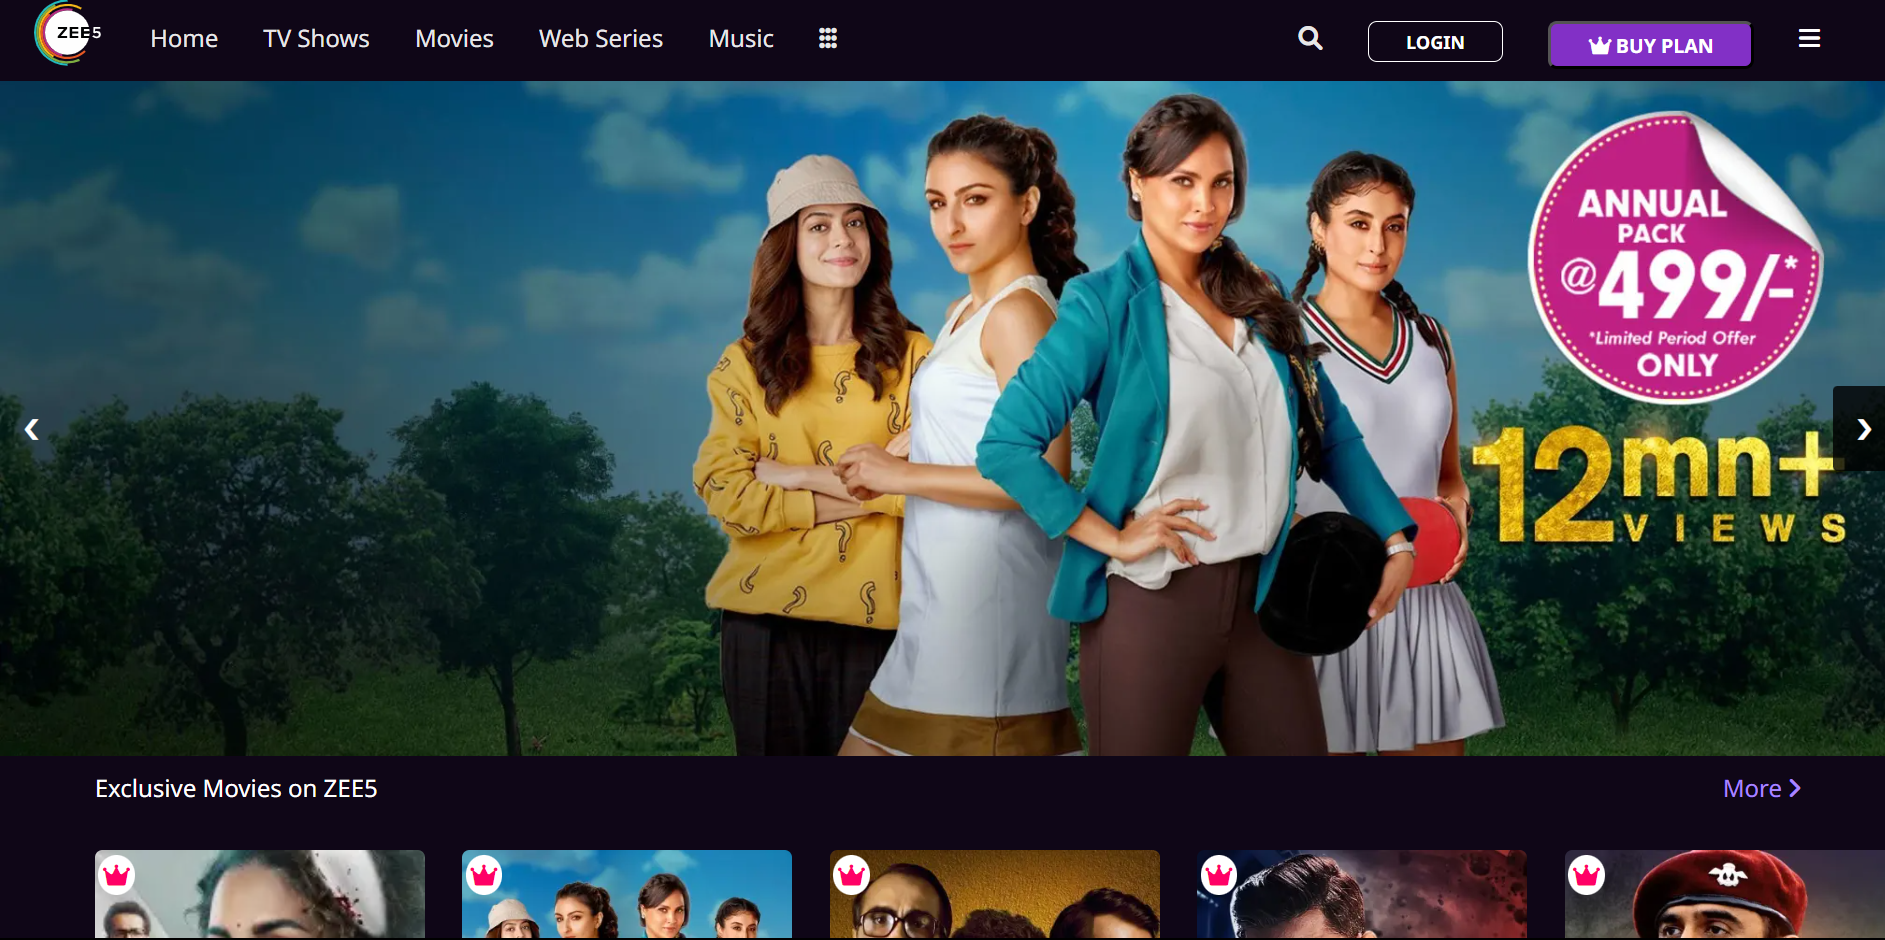 ZEE5
Home
TV Shows
Movies
Web Series
Music
LOGIN
BUY PLAN
ANNUAL
PACK
@499/-*
*Limited Period Offer
ONLY
12mn+
VIEWS
Exclusive Movies on ZEE5
More